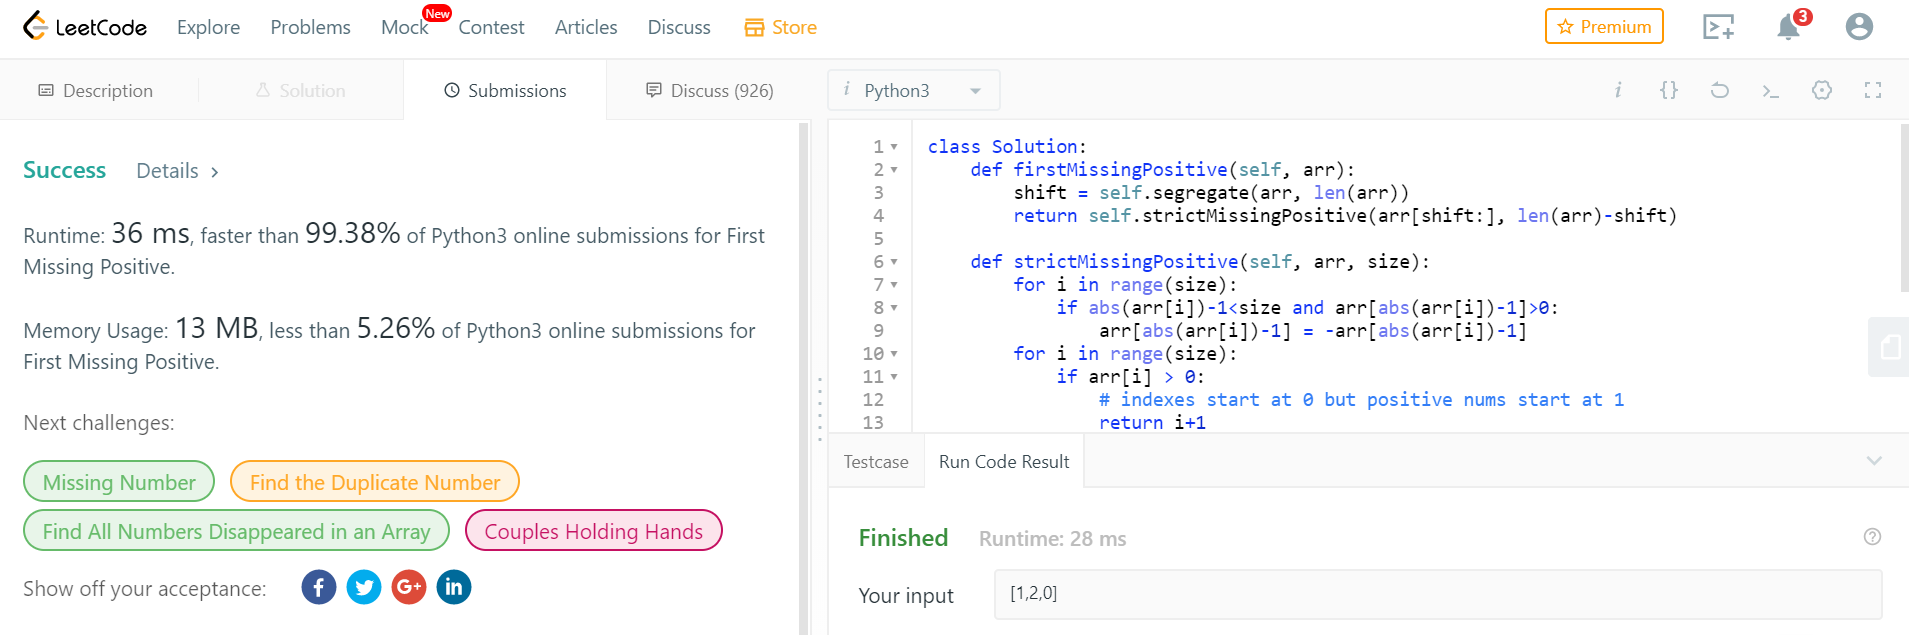 LeetCode Explore Problems Mock New Contest Articles Discuss Store Premium 3
Description Solution Submissions Discuss (926) i Python3 i {} >_
Success Details >
Runtime: 36 ms, faster than 99.38% of Python3 online submissions for First
Missing Positive.
Memory Usage: 13 MB, less than 5.26% of Python3 online submissions for
First Missing Positive.
Next challenges:
Missing Number Find the Duplicate Number
Find All Numbers Disappeared in an Array Couples Holding Hands
Show off your acceptance: f G+ in
1 class Solution:
2     def firstMissingPositive(self, arr):
3         shift = self.segregate(arr, len(arr))
4         return self.strictMissingPositive(arr[shift:], len(arr)-shift)
5
6     def strictMissingPositive(self, arr, size):
7         for i in range(size):
8             if abs(arr[i])-1<size and arr[abs(arr[i])-1]>0:
9                 arr[abs(arr[i])-1] = -arr[abs(arr[i])-1]
10         for i in range(size):
11             if arr[i] > 0:
12                 # indexes start at 0 but positive nums start at 1
13                 return i+1
Testcase Run Code Result
Finished Runtime: 28 ms ?
Your input [1,2,0]